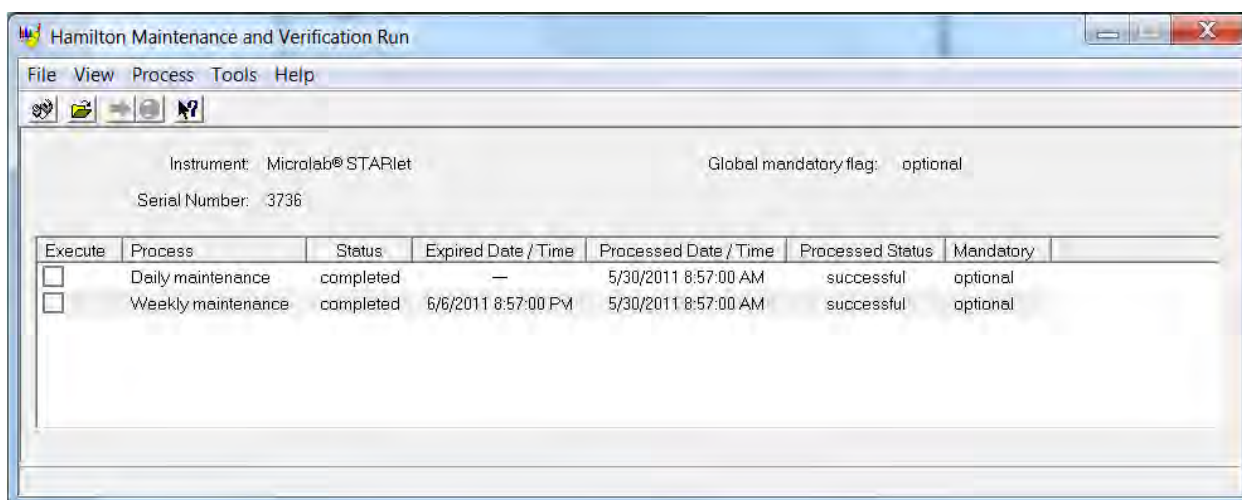 Hamilton Maintenance and Verification Run
File View Process Tools Help
Instrument: Microlab® STARlet Global mandatory flag: optional
Serial Number: 3736
Execute Process Status Expired Date / Time Processed Date / Time Processed Status Mandatory
Daily maintenance completed — 5/30/2011 8:57:00 AM successful optional
Weekly maintenance completed 6/6/2011 8:57:00 PM 5/30/2011 8:57:00 AM successful optional